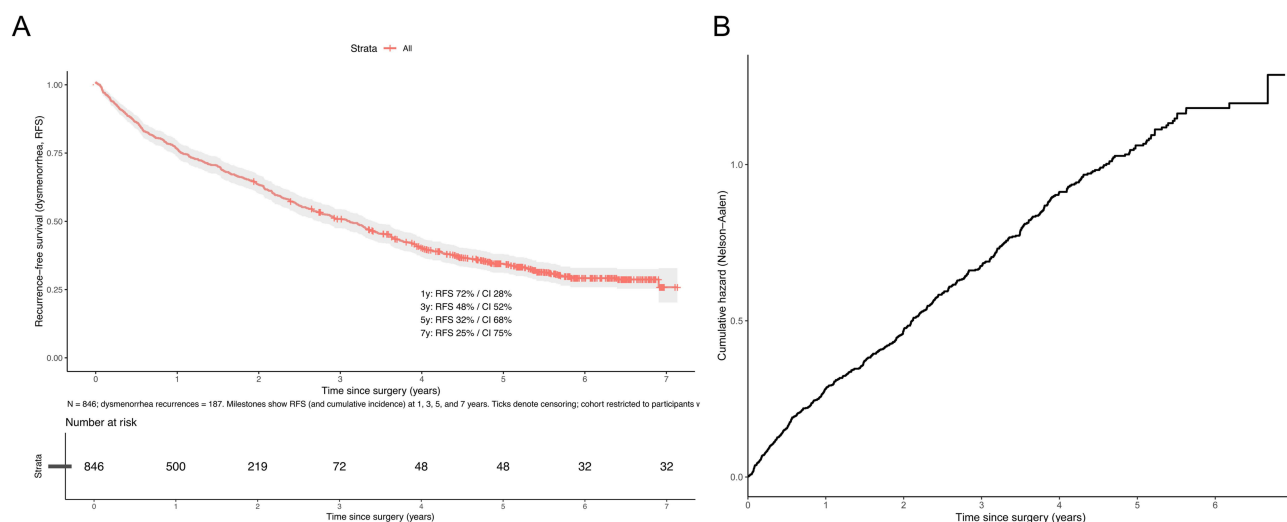 A
Strata All
Recurrence−free survival (dysmenorrhea, RFS)
1.00
0.75
0.50
0.25
0.00
1y: RFS 72% / CI 28%
3y: RFS 48% / CI 52%
5y: RFS 32% / CI 68%
7y: RFS 25% / CI 75%
0 1 2 3 4 5 6 7
Time since surgery (years)
N = 846; dysmenorrhea recurrences = 187. Milestones show RFS (and cumulative incidence) at 1, 3, 5, and 7 years. Ticks denote censoring; cohort restricted to participants
Number at risk
Strata
846 500 219 72 48 48 32 32
0 1 2 3 4 5 6 7
Time since surgery (years)
B
Cumulative hazard (Nelson−Aalen)
1.0
0.5
0.0
0 1 2 3 4 5 6
Time since surgery (years)